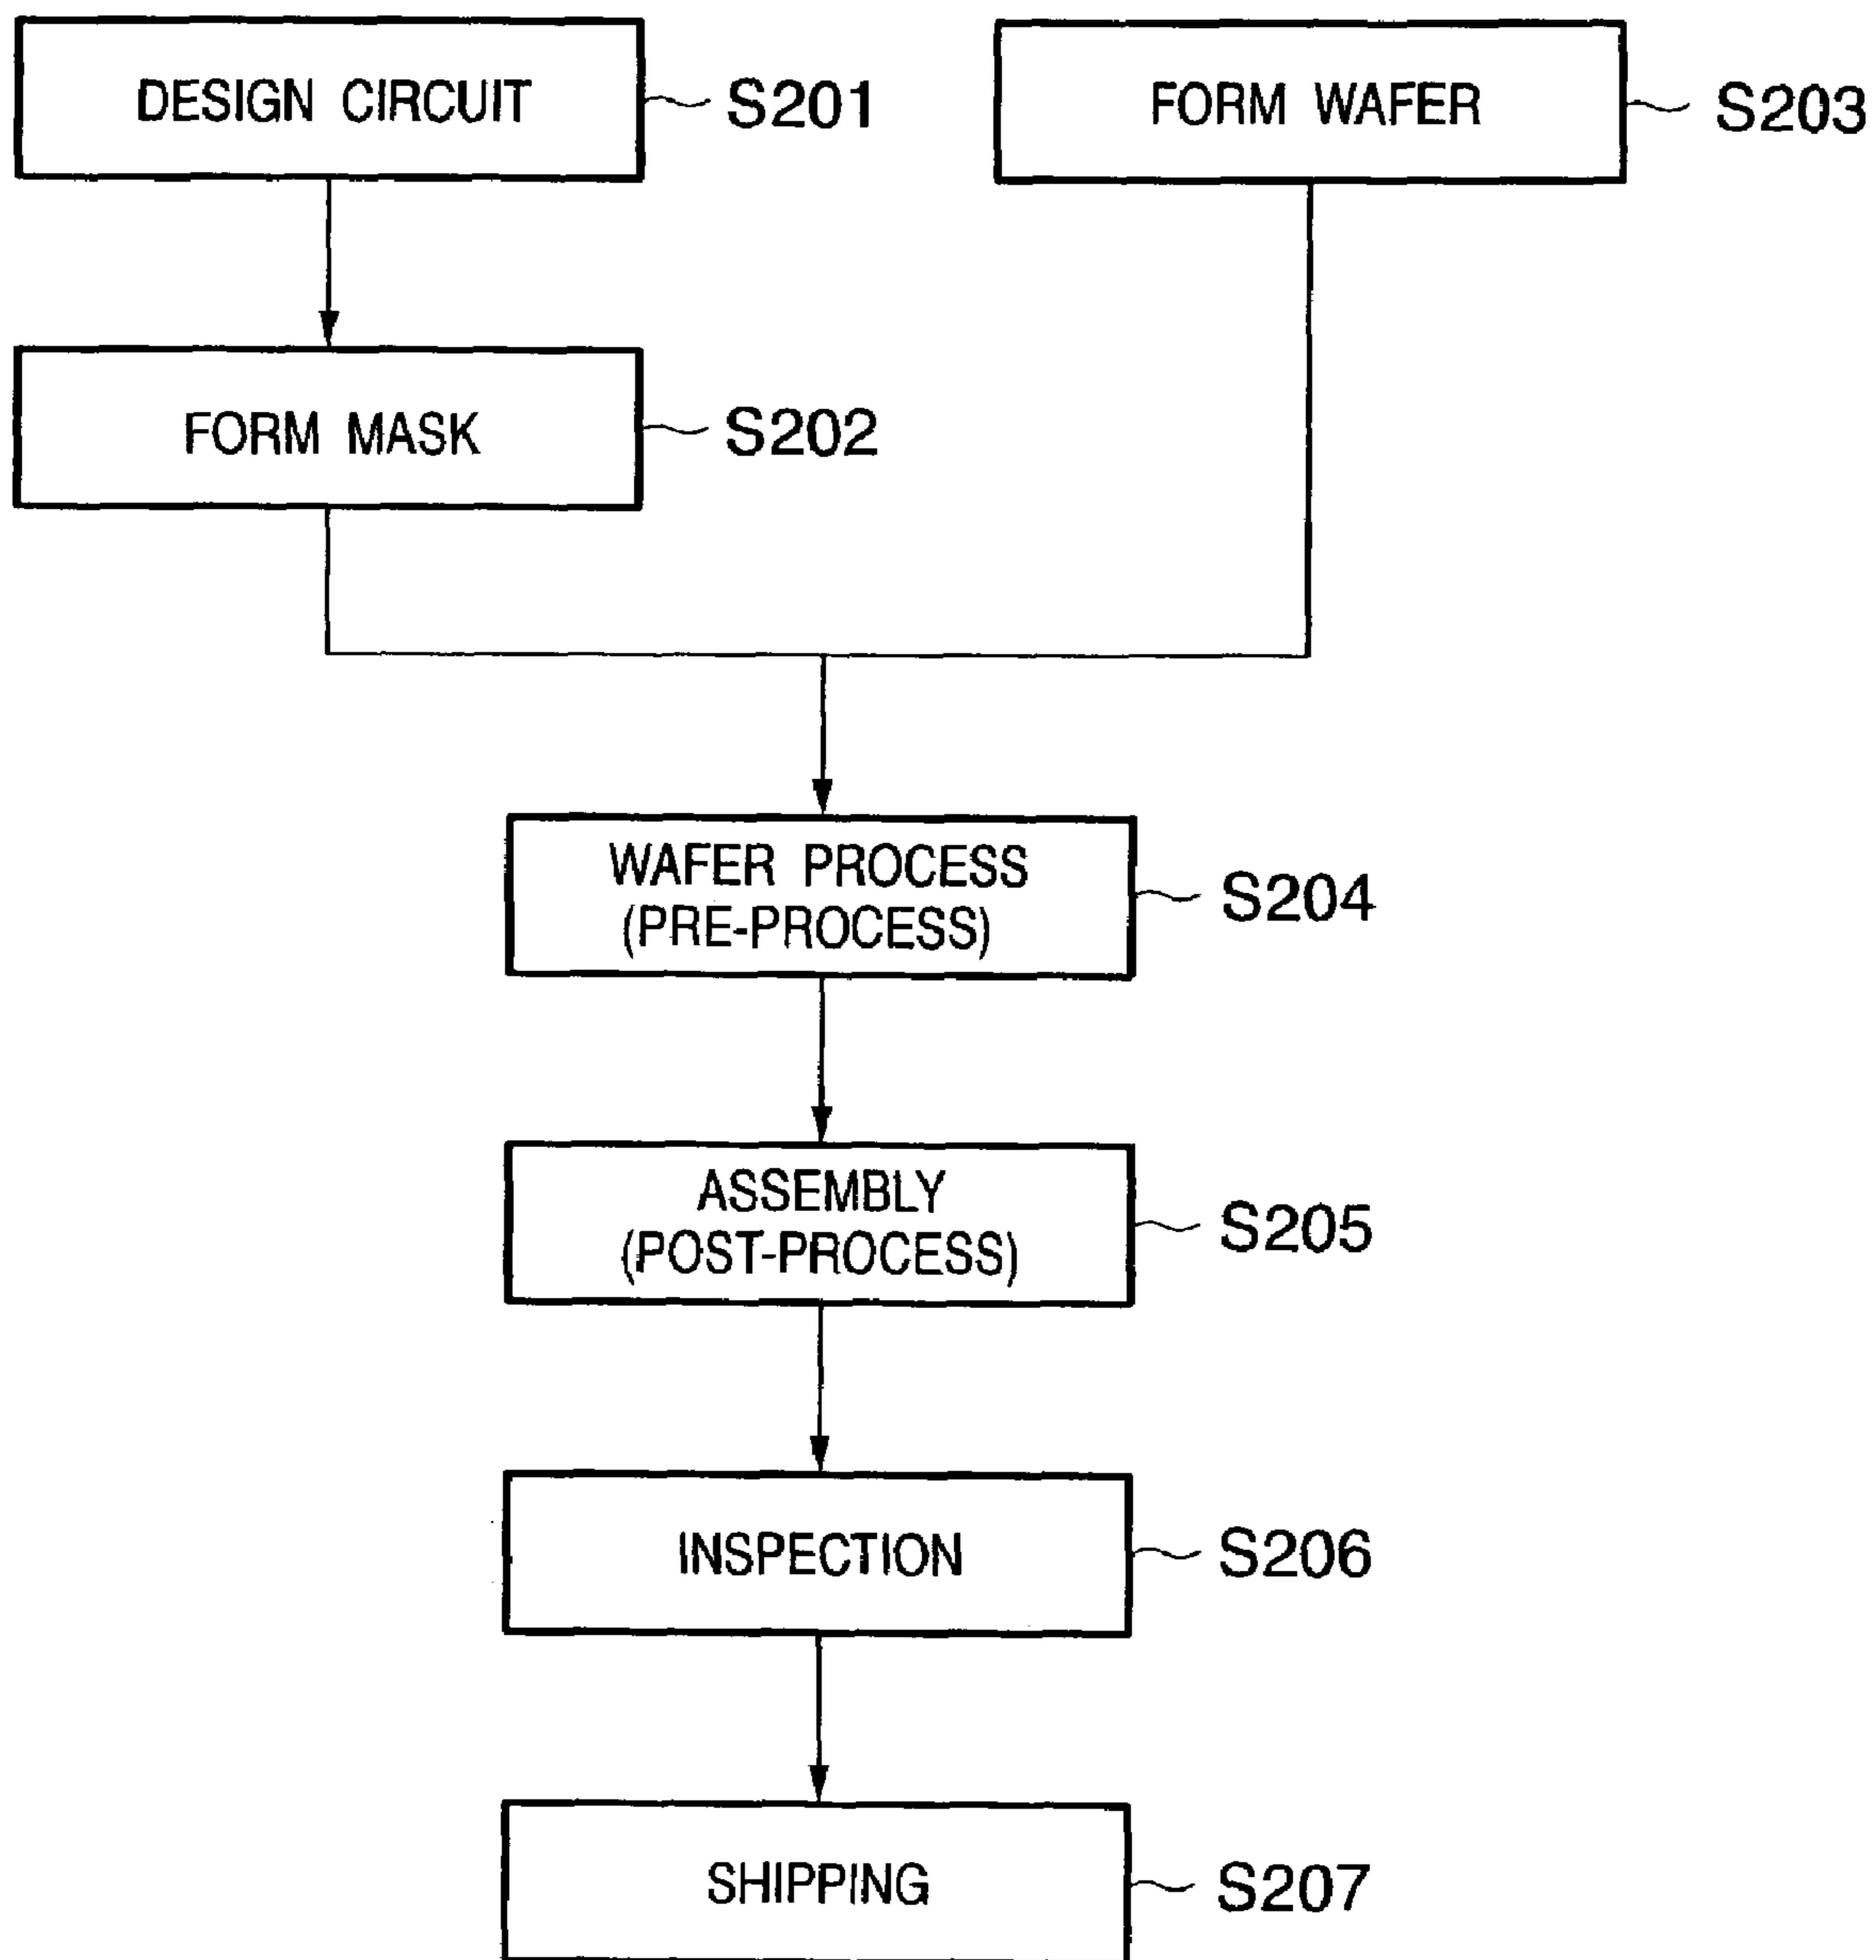 DESIGN CIRCUIT
S201
FORM WAFER
S203
FORM MASK
S202
WAFER PROCESS
(PRE-PROCESS)
S204
ASSEMBLY
(POST-PROCESS)
S205
INSPECTION
S206
SHIPPING
S207